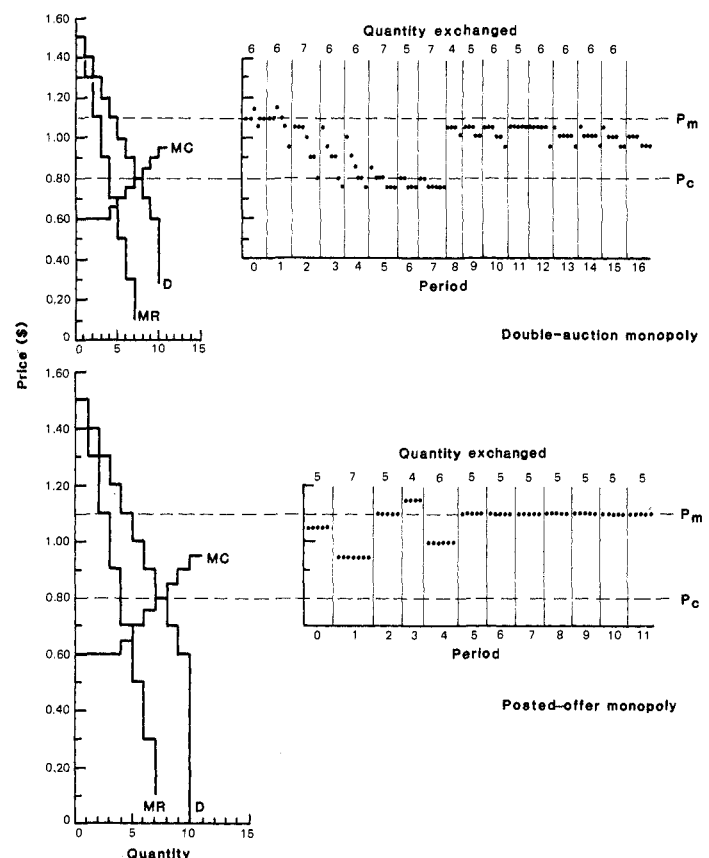 Quantity exchanged
6 6 7 6 6 7 5 7 4 5 6 5 6 6 6 6
1.60
1.40
1.20
1.00
0.80
0.60
0.40
0.20
0
MC
D
MR
0 5 10 15
Pm
Pc
0 1 2 3 4 5 6 7 8 9 10 11 12 13 14 15 16
Period
Double-auction monopoly
Price ($)
Quantity exchanged
5 7 5 4 6 5 5 5 5 5 5 5
1.60
1.40
1.20
1.00
0.80
0.60
0.40
0.20
0
MC
MR
D
0 5 10 15
Quantity
Pm
Pc
0 1 2 3 4 5 6 7 8 9 10 11
Period
Posted-offer monopoly